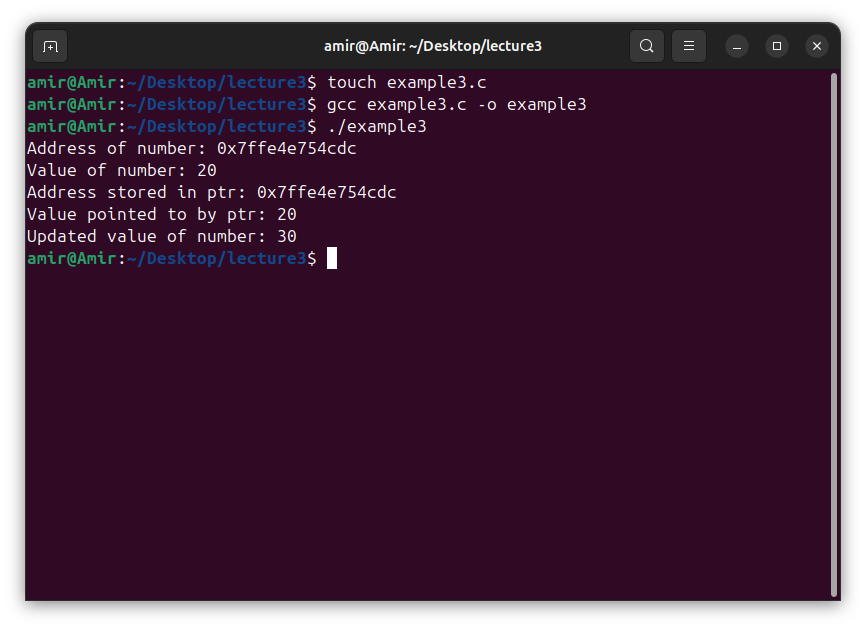 amir@Amir: ~/Desktop/lecture3
amir@Amir:~/Desktop/lecture3$ touch example3.c
amir@Amir:~/Desktop/lecture3$ gcc example3.c -o example3
amir@Amir:~/Desktop/lecture3$ ./example3
Address of number: 0x7ffe4e754cdc
Value of number: 20
Address stored in ptr: 0x7ffe4e754cdc
Value pointed to by ptr: 20
Updated value of number: 30
amir@Amir:~/Desktop/lecture3$